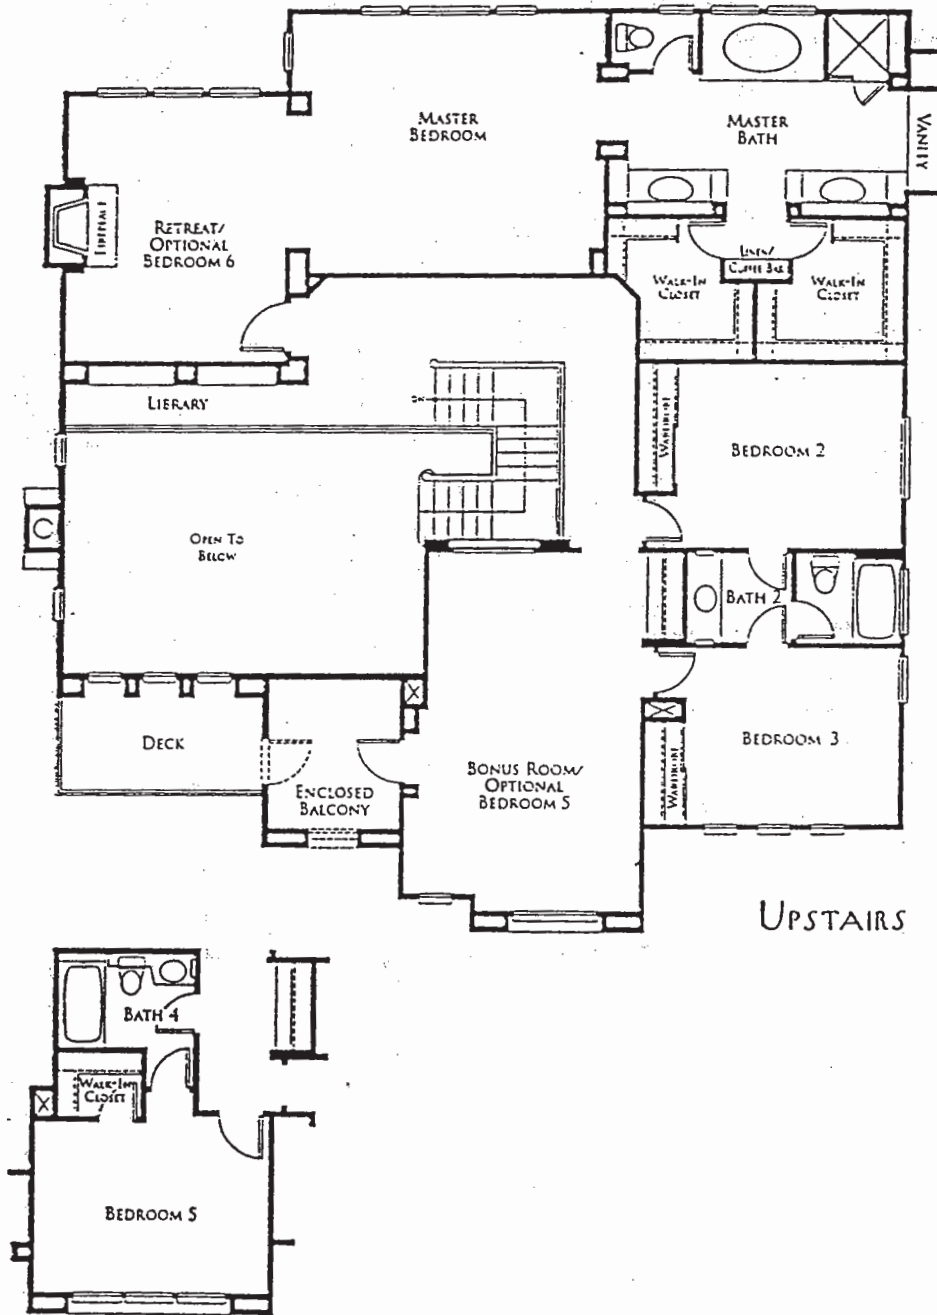 MASTER
BEDROOM
MASTER
BATH
VANITY
FIREPLACE
RETREAT/
OPTIONAL
BEDROOM 6
LINEN/
COFFEE BAR
WALK-IN
CLOSET
WALK-IN
CLOSET
LIBRARY
DN
WARDROBE
BEDROOM 2
OPEN TO
BELOW
BATH 2
DECK
ENCLOSED
BALCONY
BONUS ROOM/
OPTIONAL
BEDROOM 5
WARDROBE
BEDROOM 3
UPSTAIRS
BATH 4
WALK-IN
CLOSET
BEDROOM 5